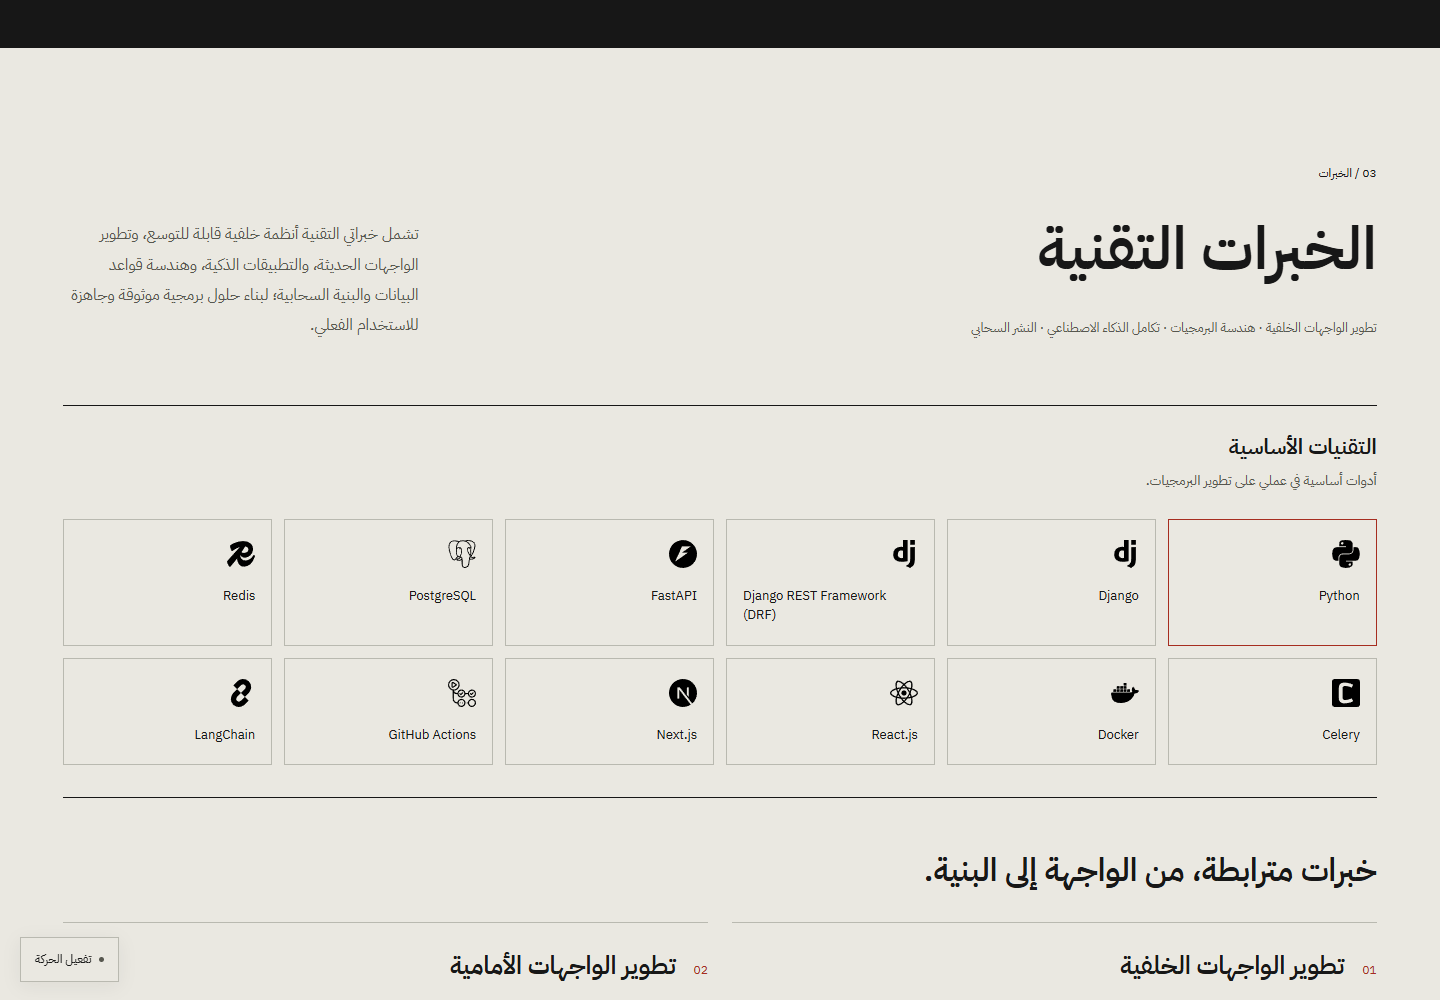 03 / الخبرات
الخبرات التقنية
تطوير الواجهات الخلفية · هندسة البرمجيات · تكامل الذكاء الاصطناعي · النشر السحابي
تشمل خبراتي التقنية أنظمة خلفية قابلة للتوسع، وتطوير
الواجهات الحديثة، والتطبيقات الذكية، وهندسة قواعد
البيانات والبنية السحابية؛ لبناء حلول برمجية موثوقة وجاهزة
للاستخدام الفعلي.
التقنيات الأساسية
أدوات أساسية في عملي على تطوير البرمجيات.
Python
Django
Django REST Framework
(DRF)
FastAPI
PostgreSQL
Redis
Celery
Docker
React.js
Next.js
GitHub Actions
LangChain
خبرات مترابطة، من الواجهة إلى البنية.
01 تطوير الواجهات الخلفية
02 تطوير الواجهات الأمامية
تفعيل الحركة